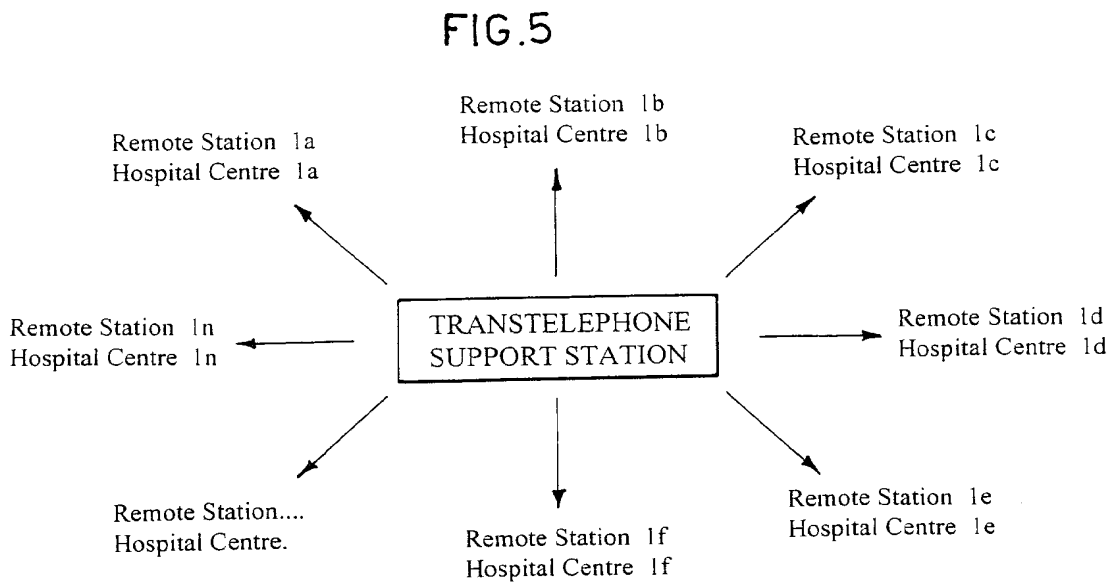 FIG.5
Remote Station 1a
Hospital Centre 1a
Remote Station 1b
Hospital Centre 1b
Remote Station 1c
Hospital Centre 1c
Remote Station 1n
Hospital Centre 1n
TRANSTELEPHONE
SUPPORT STATION
Remote Station 1d
Hospital Centre 1d
Remote Station....
Hospital Centre.
Remote Station 1f
Hospital Centre 1f
Remote Station 1e
Hospital Centre 1e